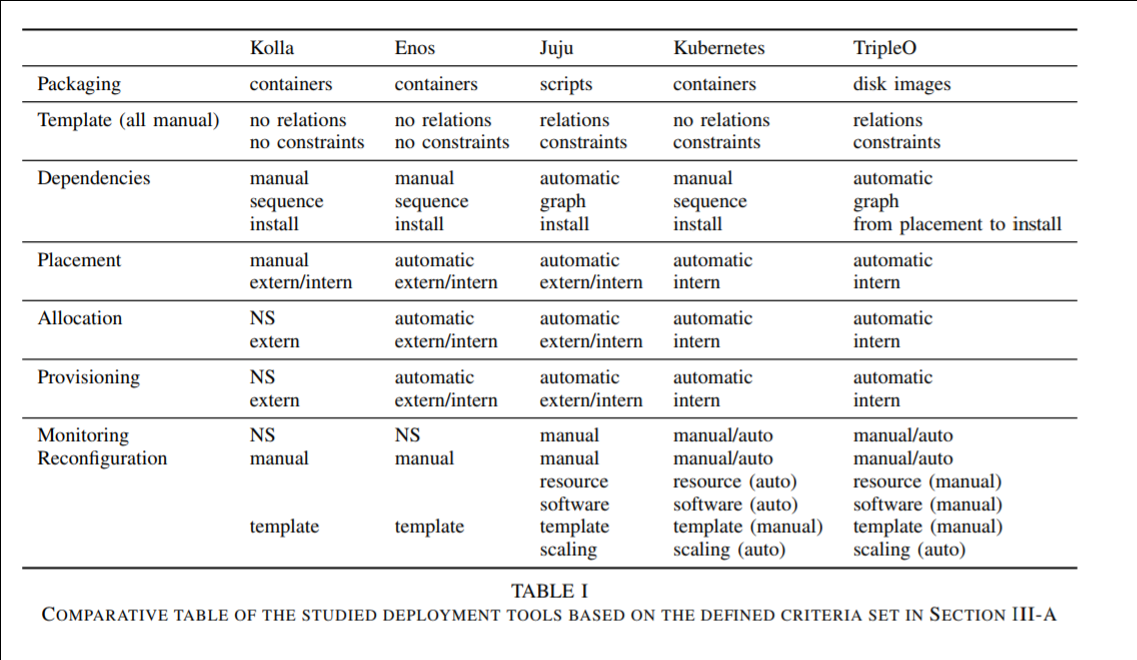 Kolla Enos Juju Kubernetes TripleO
Packaging containers containers scripts containers disk images
Template (all manual) no relations no relations relations no relations relations
no constraints no constraints constraints constraints constraints
Dependencies manual manual automatic manual automatic
sequence sequence graph sequence graph
install install install install from placement to install
Placement manual automatic automatic automatic automatic
extern/intern extern/intern extern/intern intern intern
Allocation NS automatic automatic automatic automatic
extern extern/intern extern/intern intern intern
Provisioning NS automatic automatic automatic automatic
extern extern/intern extern/intern intern intern
Monitoring NS NS manual manual/auto manual/auto
Reconfiguration manual manual manual manual/auto manual/auto
resource resource (auto) resource (manual)
software software (auto) software (manual)
template template template template (manual) template (manual)
scaling scaling (auto) scaling (auto)
TABLE I
COMPARATIVE TABLE OF THE STUDIED DEPLOYMENT TOOLS BASED ON THE DEFINED CRITERIA SET IN SECTION III-A